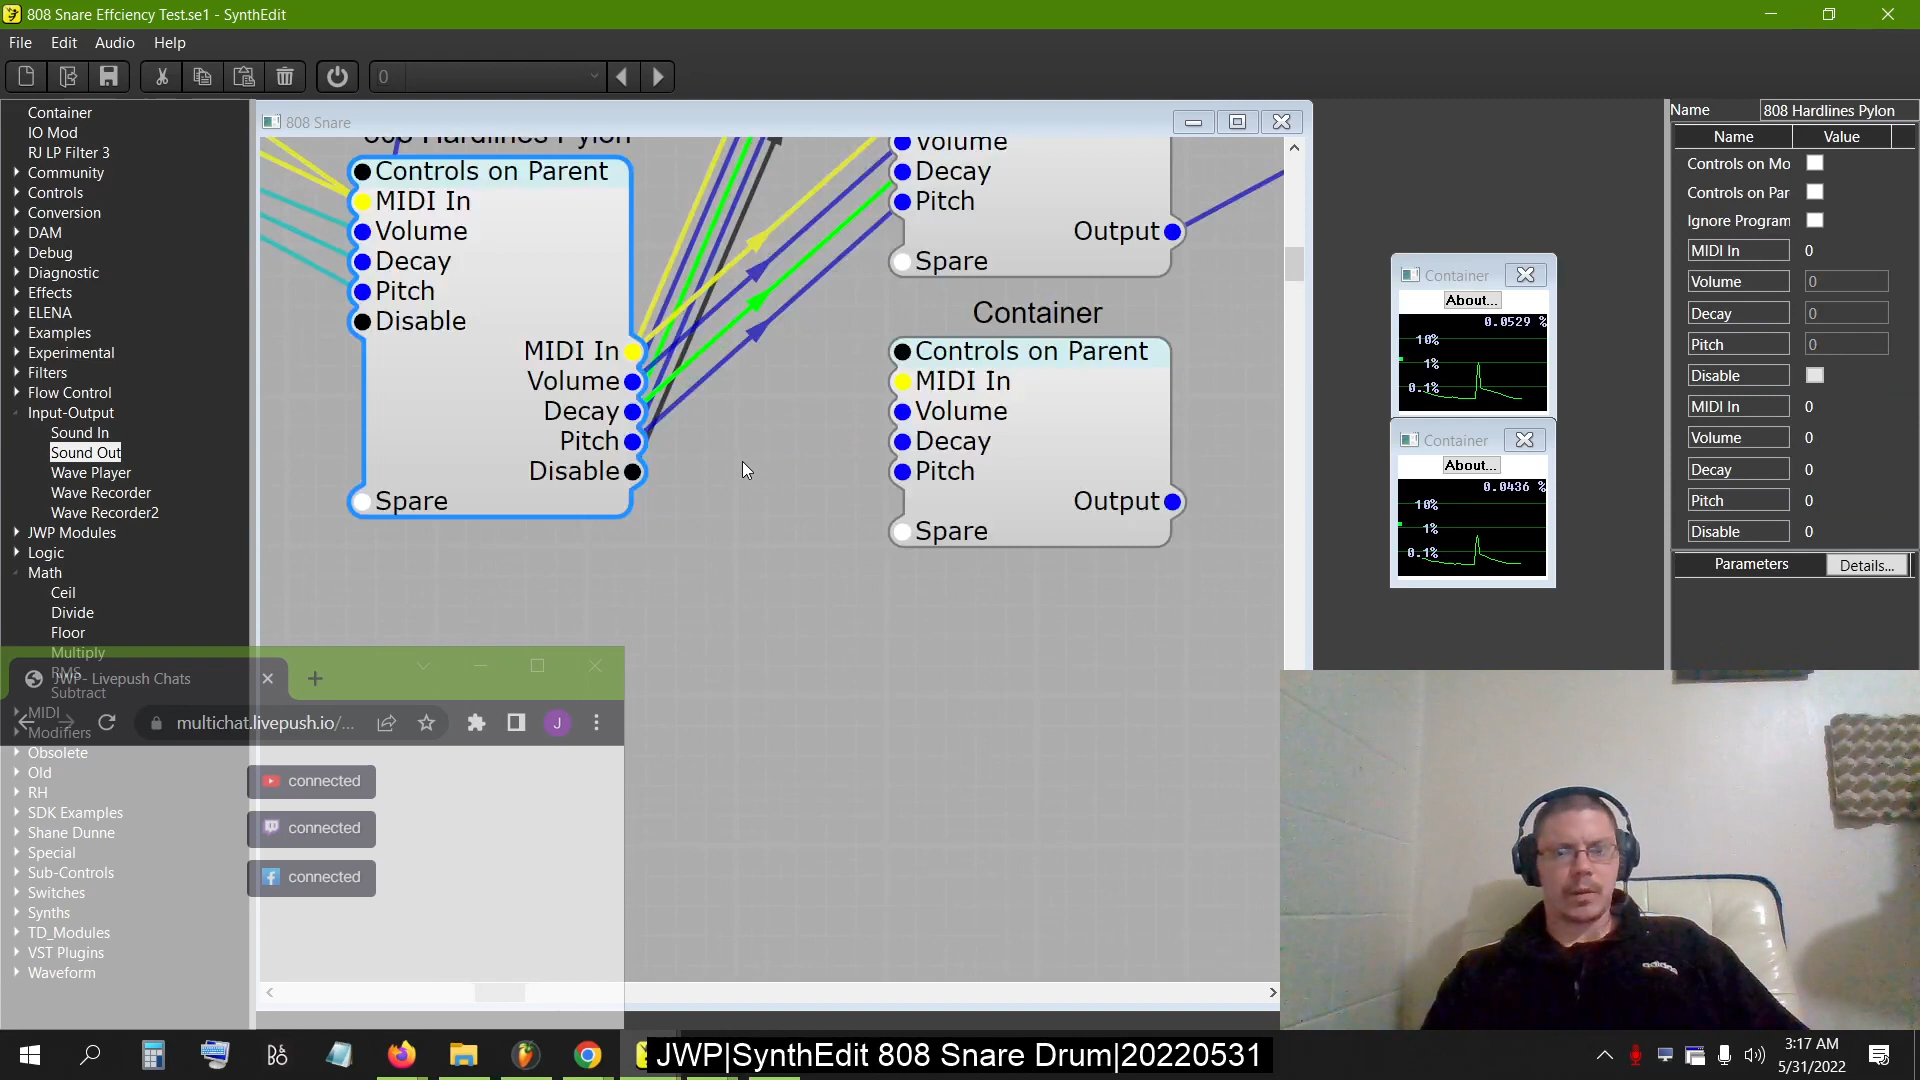 808 Snare Effciency Test.se1 - SynthEdit
File Edit Audio Help
0
Container
IO Mod
RJ LP Filter 3
Community
Controls
Conversion
DAM
Debug
Diagnostic
Effects
ELENA
Examples
Experimental
Filters
Flow Control
Input-Output
Sound In
Sound Out
Wave Player
Wave Recorder
Wave Recorder2
JWP Modules
Logic
Math
Ceil
Divide
Floor
Multiply
RMS
Subtract
MIDI
Modifiers
Obsolete
Old
RH
SDK Examples
Shane Dunne
Special
Sub-Controls
Switches
Synths
TD_Modules
VST Plugins
Waveform
808 Snare
808 Hardlines Pylon
Controls on Parent
MIDI In
Volume
Decay
Pitch
Disable
MIDI In
Volume
Decay
Pitch
Disable
Spare
Volume
Decay
Pitch
Output
Spare
Container
Controls on Parent
MIDI In
Volume
Decay
Pitch
Output
Spare
Container
About...
0.0529 %
10%
1%
0.1%
Container
About...
0.0436 %
10%
1%
0.1%
Name 808 Hardlines Pylon
Name Value
Controls on Mo
Controls on Par
Ignore Program
MIDI In 0
Volume 0
Decay 0
Pitch 0
Disable
MIDI In 0
Volume 0
Decay 0
Pitch 0
Disable 0
Parameters Details...
JWP - Livepush Chats
multichat.livepush.io/...
J
connected
connected
connected
adidas
JWP|SynthEdit 808 Snare Drum|20220531
3:17 AM
5/31/2022